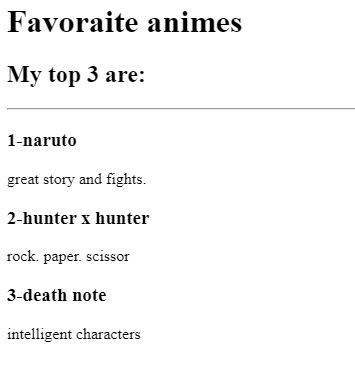 Favoraite animes
My top 3 are:
1-naruto
great story and fights.
2-hunter x hunter
rock. paper. scissor
3-death note
intelligent characters